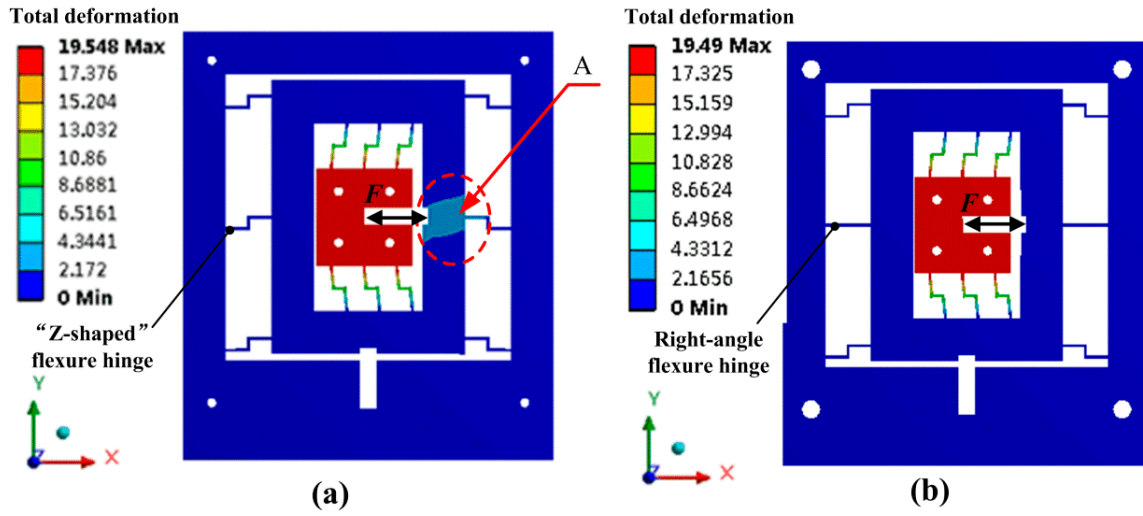 Total deformation
19.548 Max
17.376
15.204
13.032
10.86
8.6881
6.5161
4.3441
2.172
0 Min
A
F
“Z-shaped”
flexure hinge
Y
Z
X
(a)
Total deformation
19.49 Max
17.325
15.159
12.994
10.828
8.6624
6.4968
4.3312
2.1656
0 Min
F
Right-angle
flexure hinge
Y
Z
X
(b)